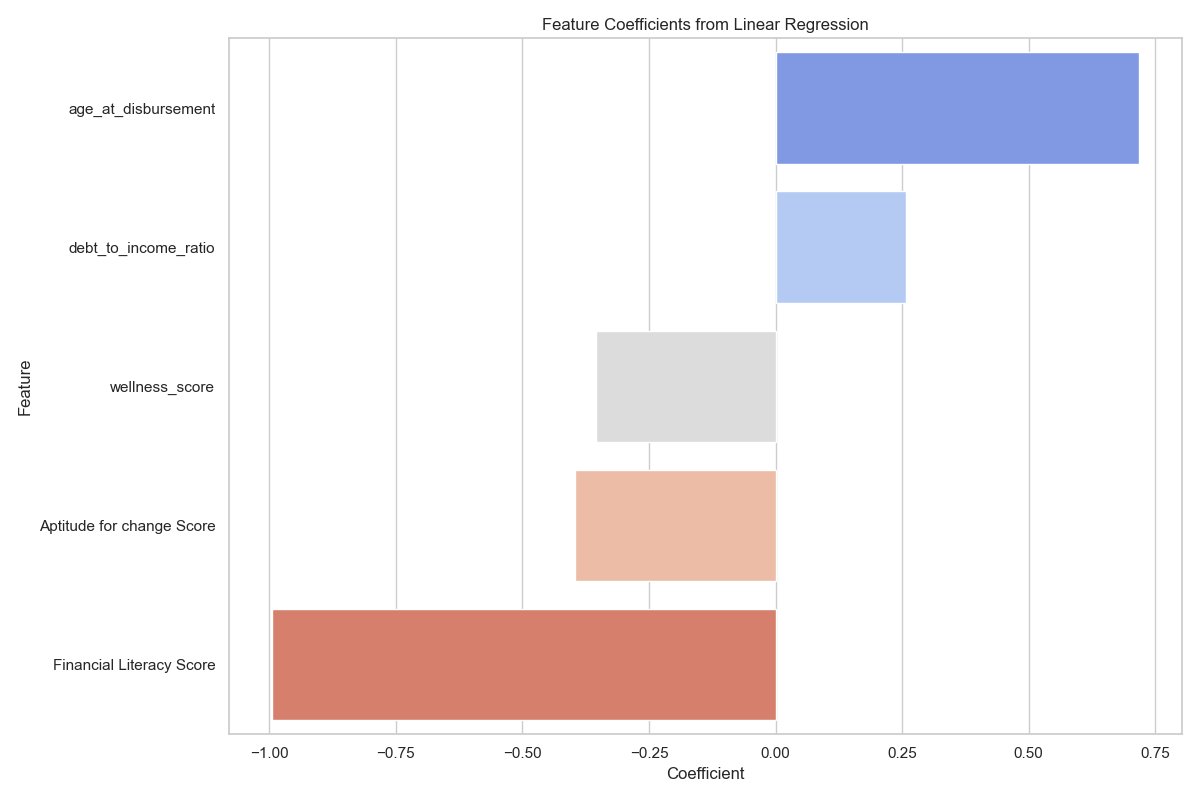 Feature Coefficients from Linear Regression
age_at_disbursement
debt_to_income_ratio
wellness_score
Aptitude for change Score
Financial Literacy Score
Feature
−1.00 −0.75 −0.50 −0.25 0.00 0.25 0.50 0.75
Coefficient